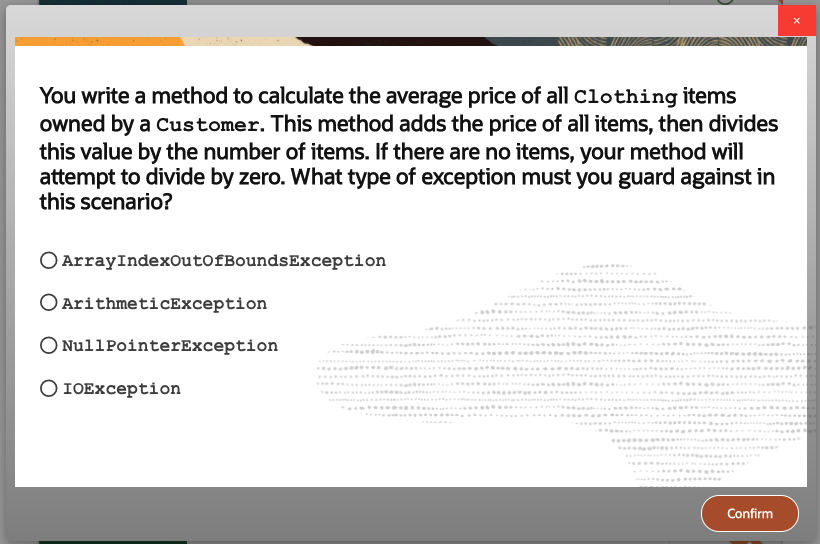 ×
You write a method to calculate the average price of all Clothing items
owned by a Customer. This method adds the price of all items, then divides
this value by the number of items. If there are no items, your method will
attempt to divide by zero. What type of exception must you guard against in
this scenario?
ArrayIndexOutOfBoundsException
ArithmeticException
NullPointerException
IOException
Confirm